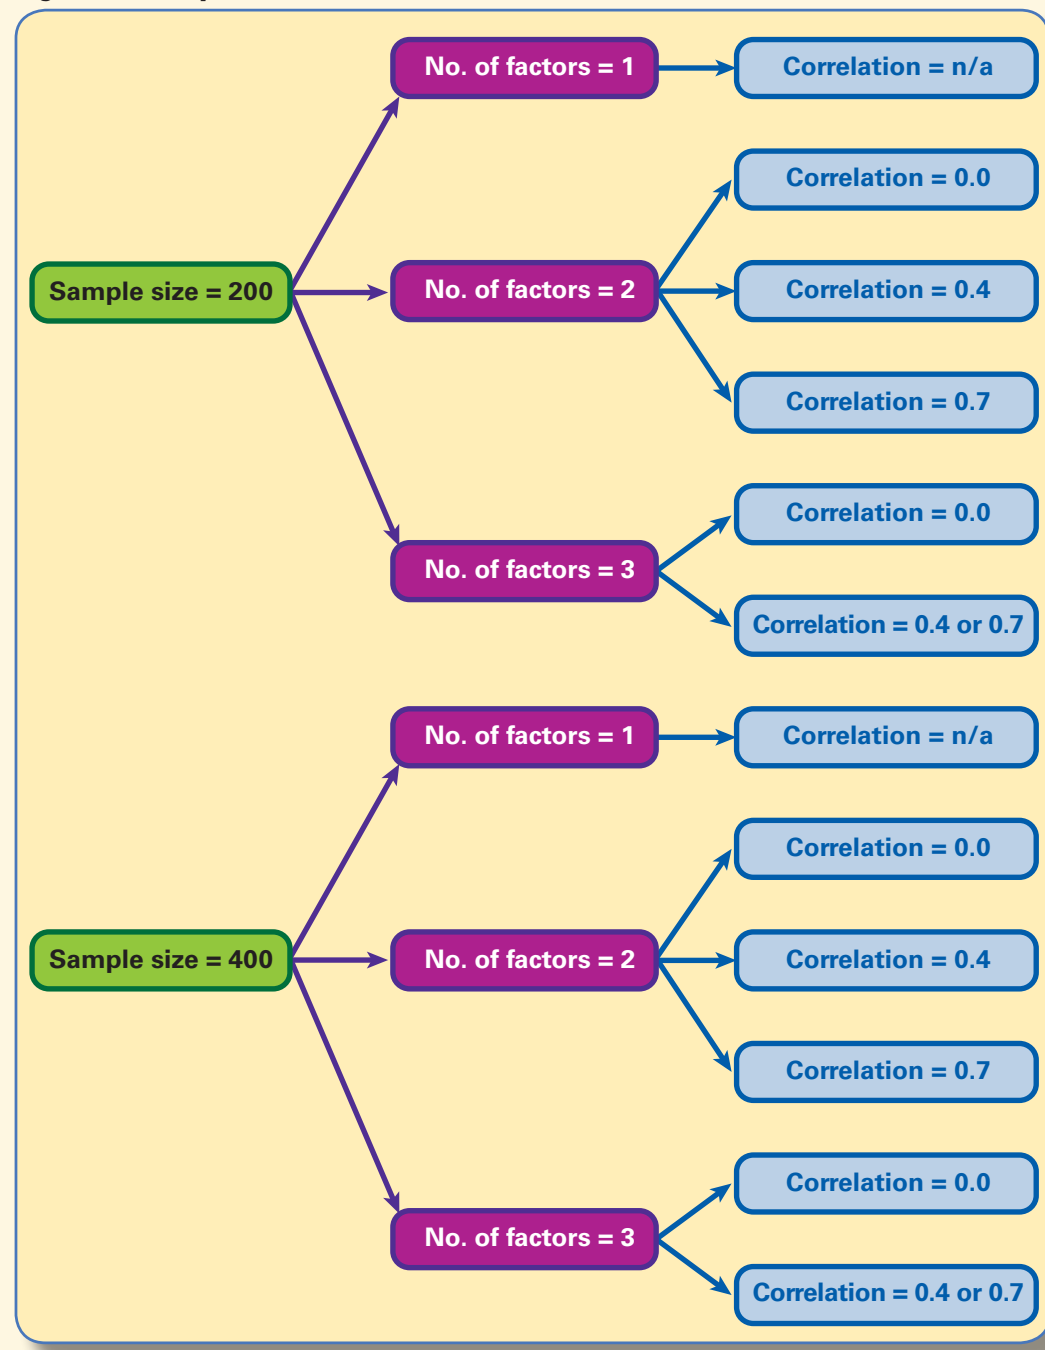 No. of factors = 1
Correlation = n/a
Correlation = 0.0
Sample size = 200
No. of factors = 2
Correlation = 0.4
Correlation = 0.7
Correlation = 0.0
No. of factors = 3
Correlation = 0.4 or 0.7
No. of factors = 1
Correlation = n/a
Correlation = 0.0
Sample size = 400
No. of factors = 2
Correlation = 0.4
Correlation = 0.7
Correlation = 0.0
No. of factors = 3
Correlation = 0.4 or 0.7